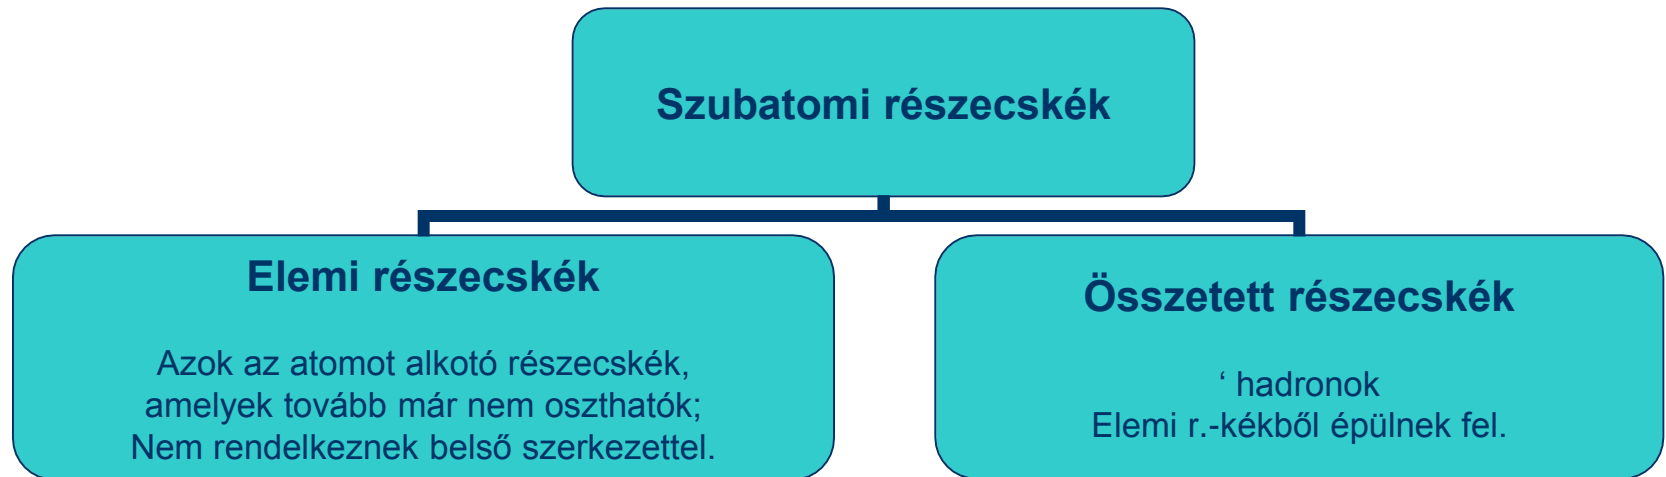 Szubatomi részecskék
Elemi részecskék
Azok az atomot alkotó részecskék,
amelyek tovább már nem oszthatók;
Nem rendelkeznek belső szerkezettel.
Összetett részecskék
‘ hadronok
Elemi r.-kékből épülnek fel.